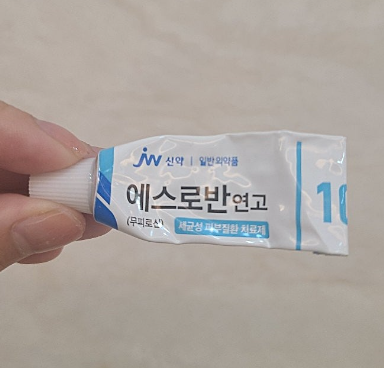 JW 신약 | 일반의약품
에스로반연고
(무피로신) 세균성 피부질환 치료제
10